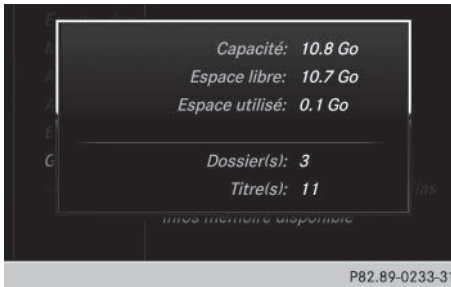 Capacité: 10.8 Go
Espace libre: 10.7 Go
Espace utilisé: 0.1 Go
Dossier(s): 3
Titre(s): 11
Infos mémoire disponible
P82.89-0233-31